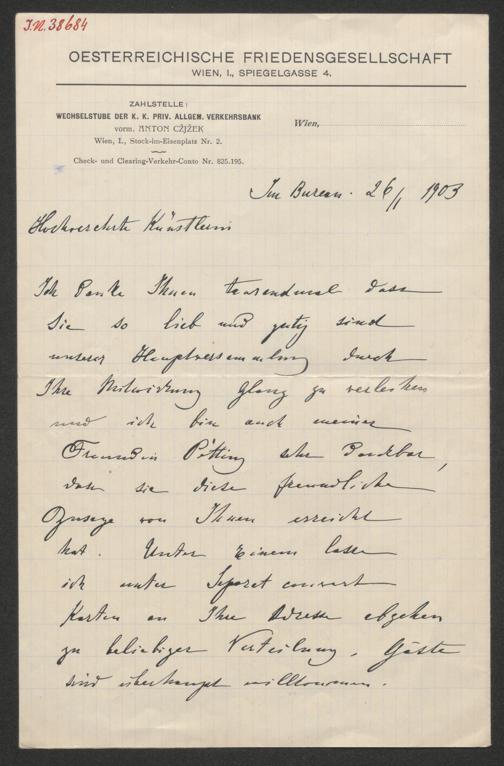 I.N. 38684
OESTERREICHISCHE FRIEDENSGESELLSCHAFT
WIEN, I., SPIEGELGASSE 4.
ZAHLSTELLE:
WECHSELSTUBE DER K. K. PRIV. ALLGEM. VERKEHRSBANK
vorm. ANTON CŽJŽEK
Wien, I., Stock-im-Eisenplatz Nr. 2.
Check- und Clearing-Verkehr-Conto Nr. 825.195.
Wien,
Im Bureau. 26/1 1903
Hochverehrte Künstlerin
Ich danke Ihnen tausendmal dass
Sie so lieb und gütig sind
unserer Hauptversammlung durch
Ihre Mitwirkung Glanz zu verleihen
und ich bin auch meiner
Freundin Pötting sehr dankbar,
dass sie diese freundliche
Zusage von Ihnen erreicht
hat. Unter Einem lasse
ich unter Separatcouvert
Karten an Ihre Adresse abgehen
zu beliebiger Verteilung. Gäste
sind überhaupt willkommen.